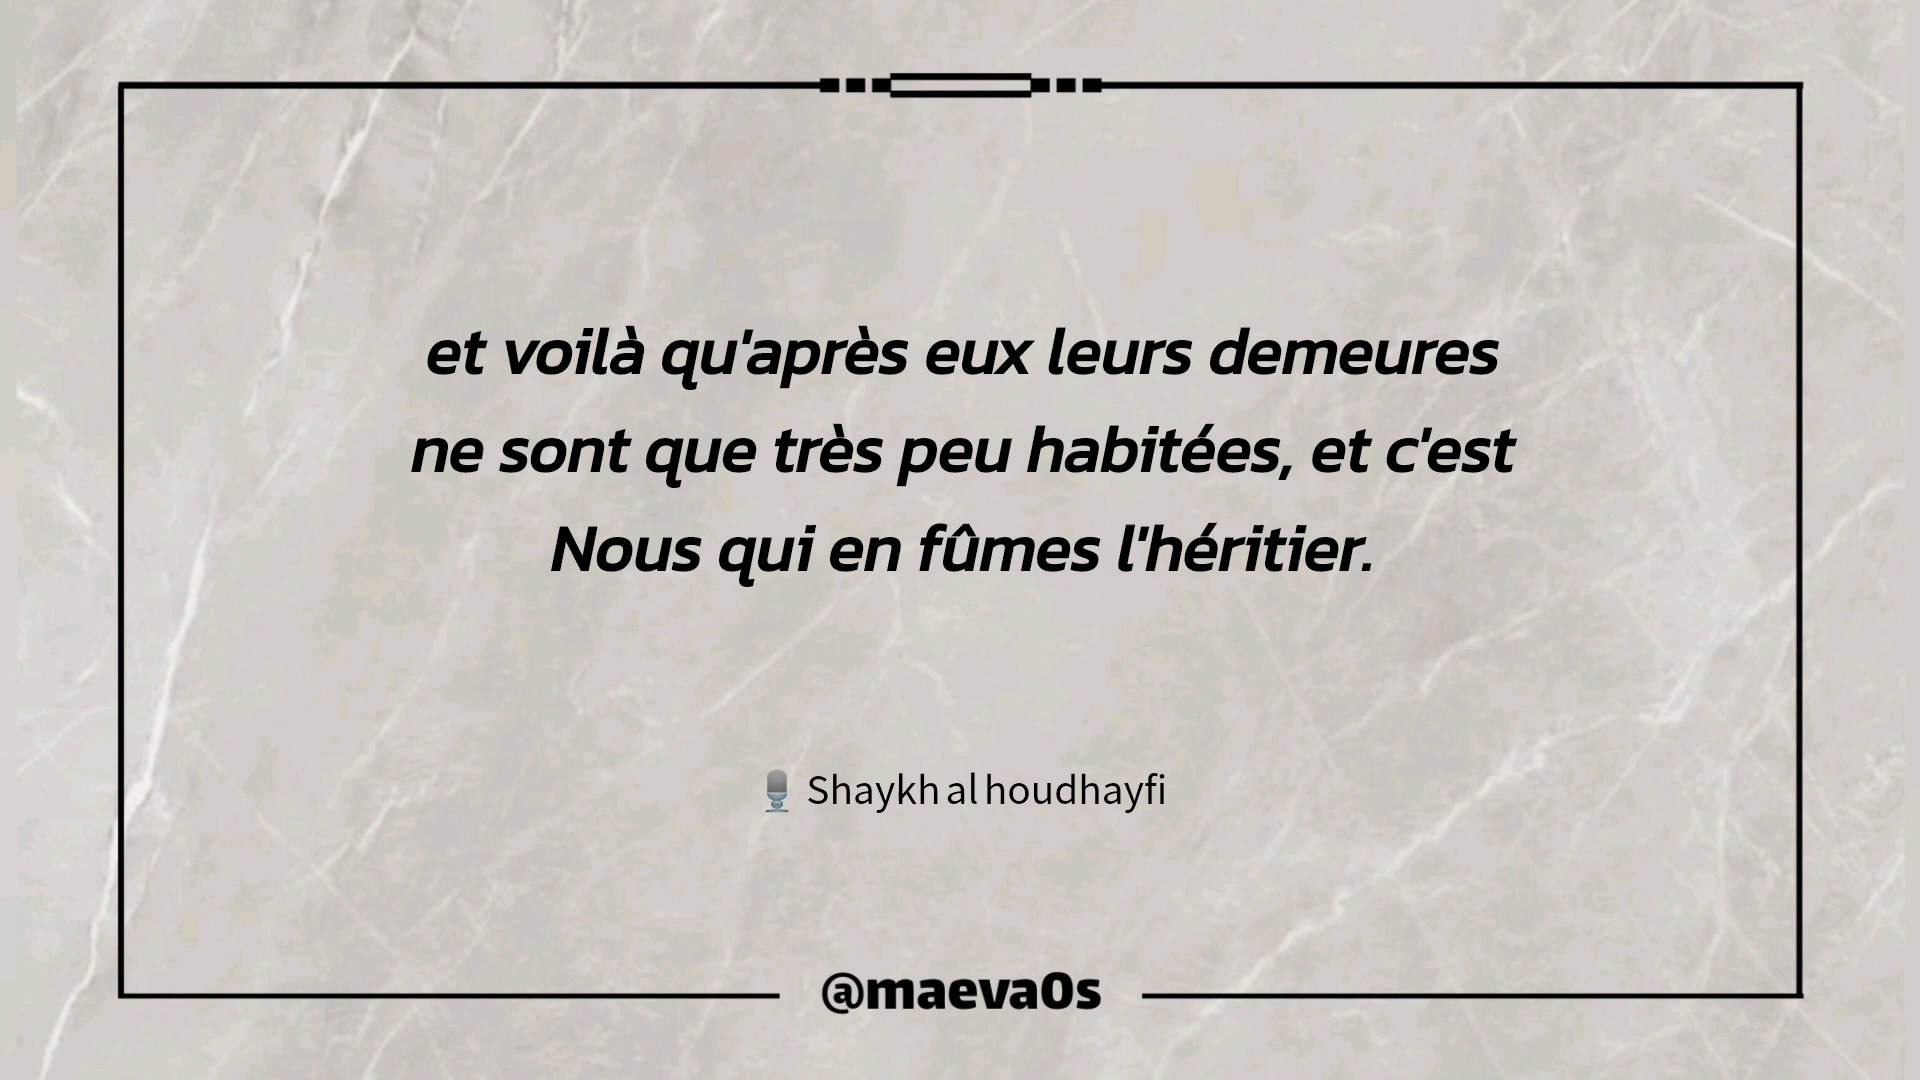 et voilà qu'après eux leurs demeures
ne sont que très peu habitées, et c'est
Nous qui en fûmes l'héritier.
🎙️ Shaykh al houdhayfi
@maeva0s